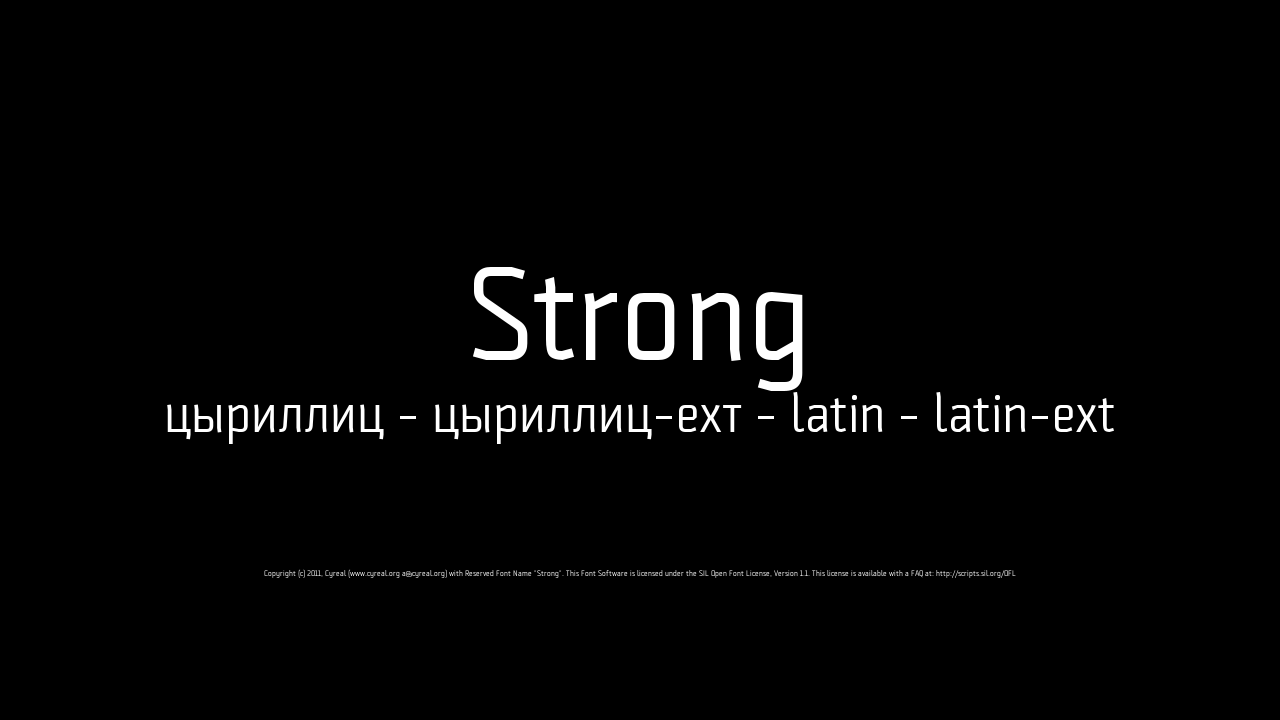 Strong
цыриллиц - цыриллиц-ехт - latin - latin-ext
Copyright (c) 2011, Cyreal (www.cyreal.org a@cyreal.org) with Reserved Font Name "Strong". This Font Software is licensed under the SIL Open Font License, Version 1.1. This license is available with a FAQ at: http://scripts.sil.org/OFL